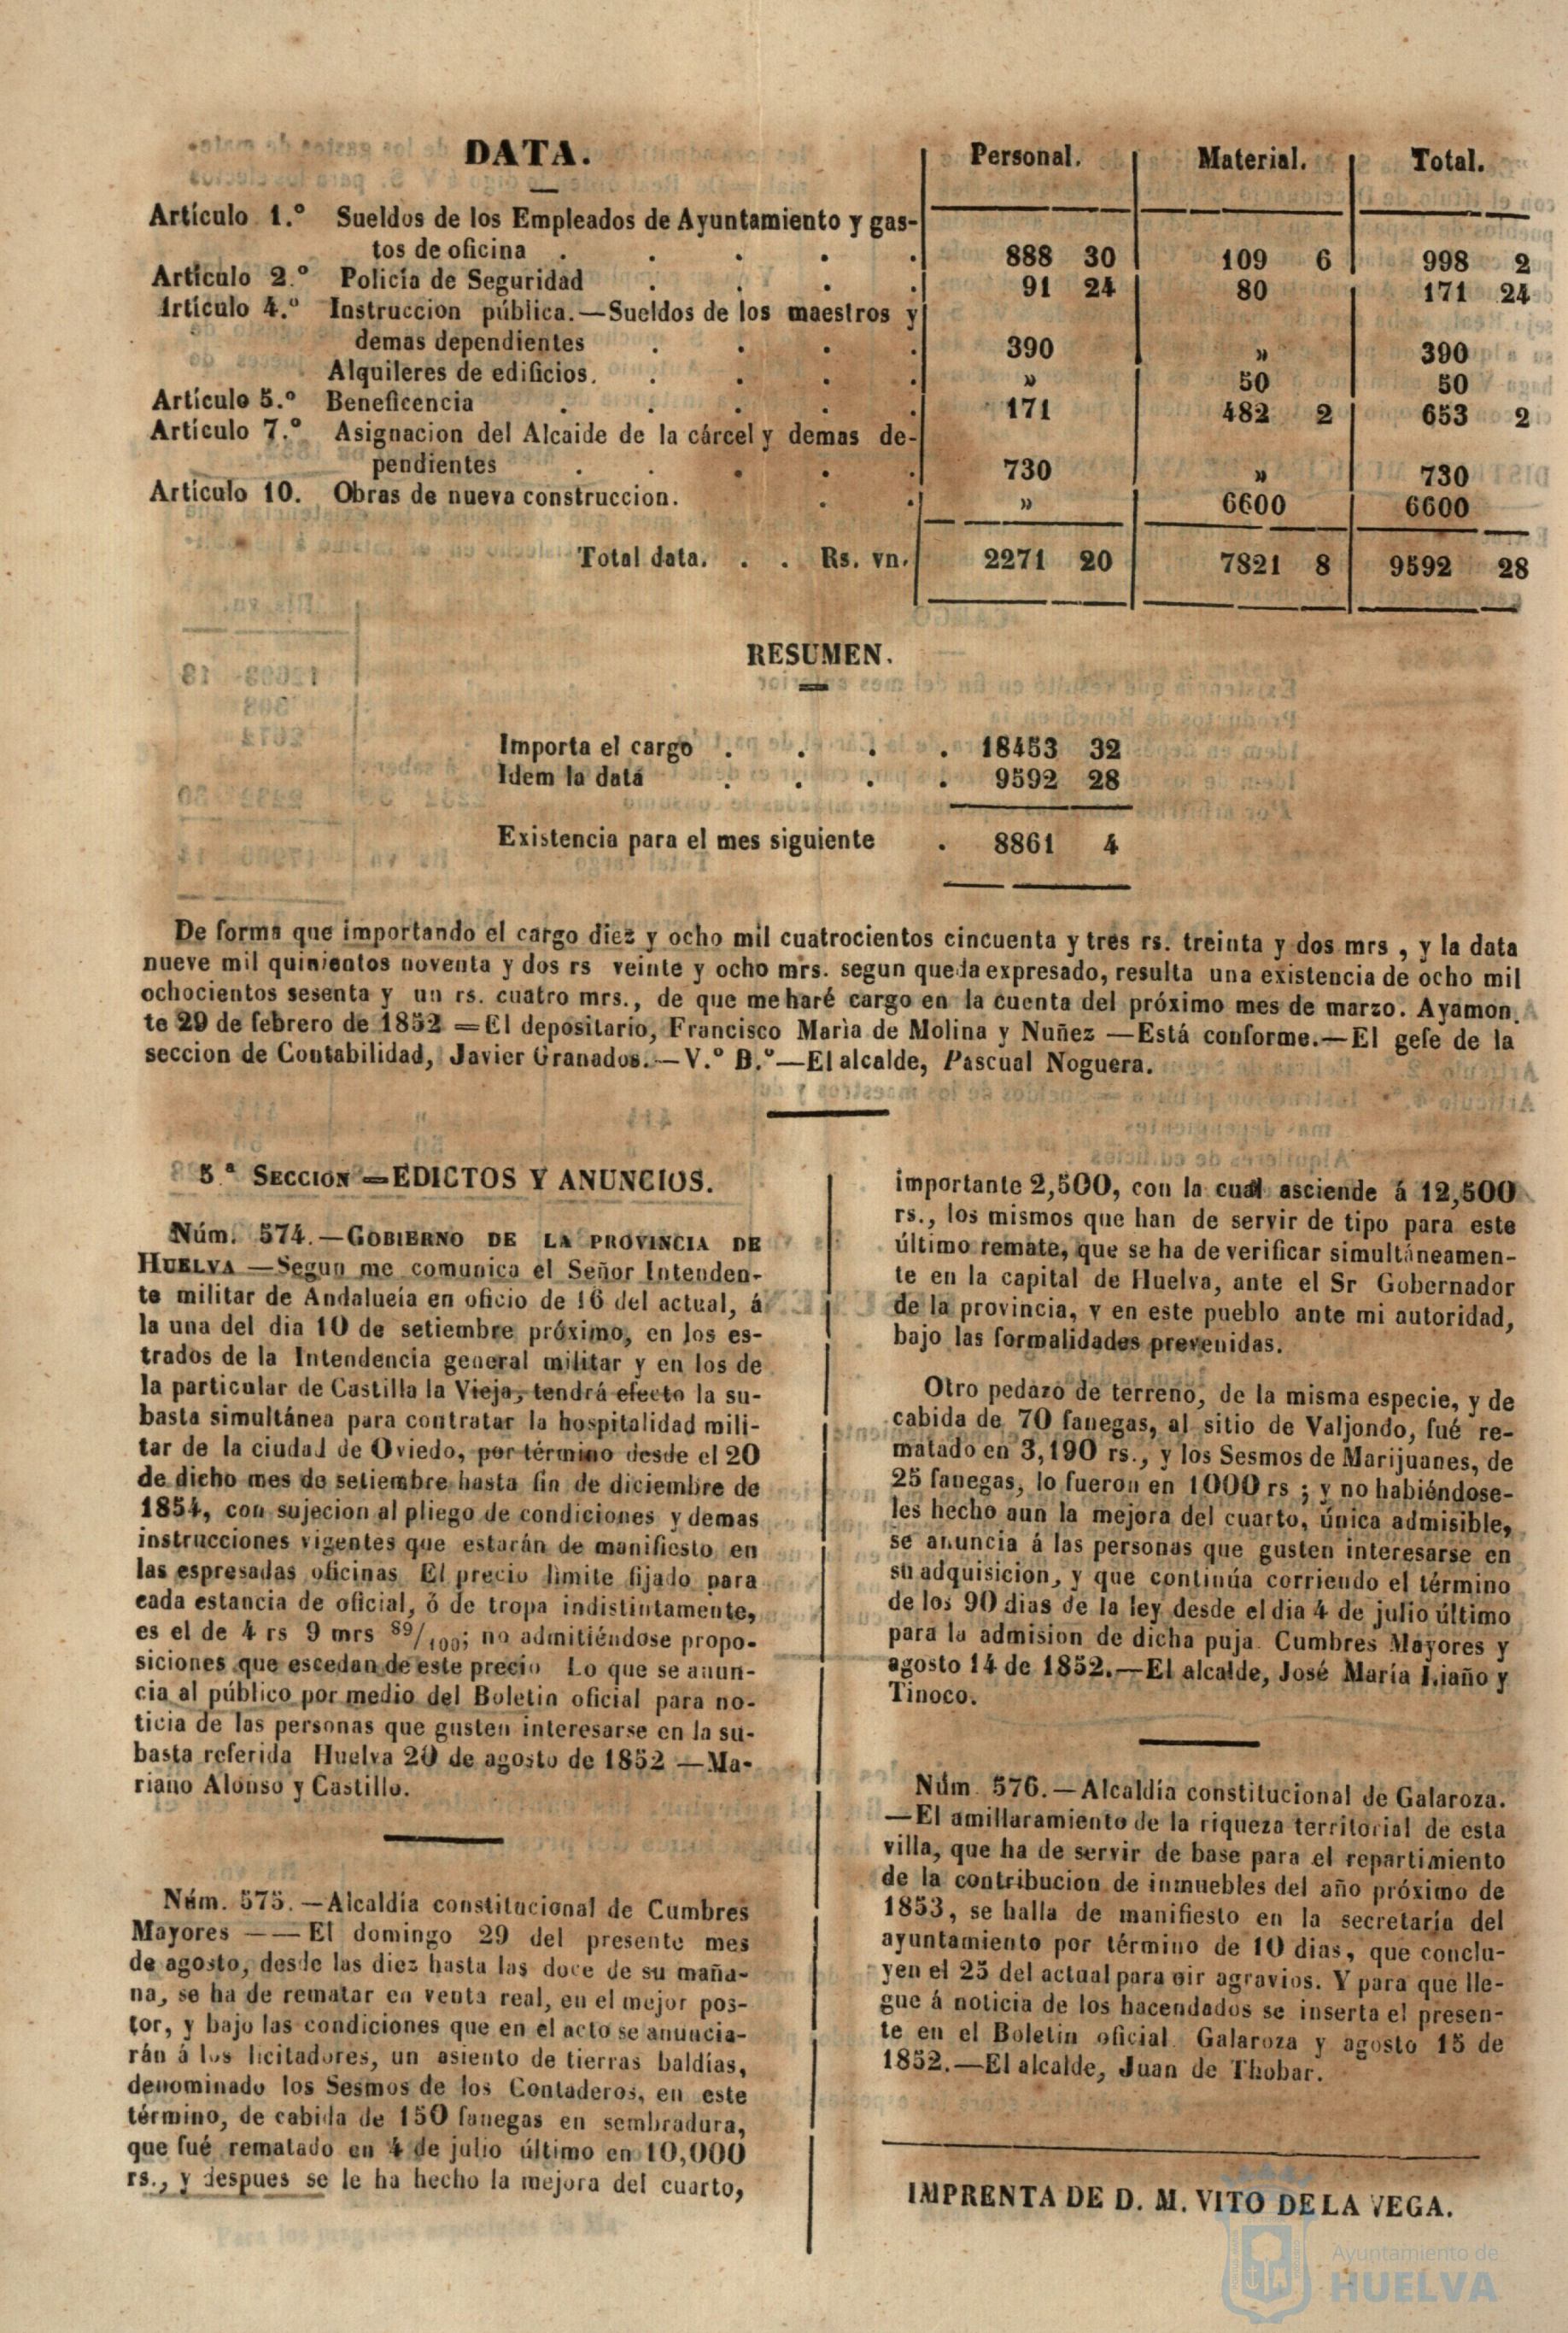 DATA.
Personal. Material. Total.
Artículo 1.º Sueldos de los Empleados de Ayuntamiento y gas-
tos de oficina . . . . . 888 30 109 6 998 2
Artículo 2.º Policía de Seguridad . . . . 91 24 80 171 24
Irtículo 4.º Instruccion pública.—Sueldos de los maestros y
demas dependientes . . . . 390 » 390
Alquileres de edificios. . . . . » 50 50
Artículo 5.º Beneficencia . . . . . 171 482 2 653 2
Artículo 7.º Asignacion del Alcaide de la cárcel y demas de-
pendientes . . . . . 730 » 730
Artículo 10. Obras de nueva construccion. . . » 6600 6600
Total data. . . Rs. vn. 2271 20 7821 8 9592 28
RESUMEN.
Importa el cargo . . . . 18453 32
Idem la data . . . . 9592 28
Existencia para el mes siguiente . 8861 4
De forma que importando el cargo diez y ocho mil cuatrocientos cincuenta y tres rs. treinta y dos mrs , y la data
nueve mil quinientos noventa y dos rs veinte y ocho mrs. segun queda expresado, resulta una existencia de ocho mil
ochocientos sesenta y un rs. cuatro mrs., de que me haré cargo en la cuenta del próximo mes de marzo. Ayamon.
te 29 de febrero de 1852 =El depositario, Francisco Marìa de Molina y Nuñez —Está conforme.—El gefe de la
seccion de Contabilidad, Javier Granados.—V.º B.º—El alcalde, Pascual Noguera.
5.ª SECCION =EDICTOS Y ANUNCIOS.
Núm. 574.—GOBIERNO DE LA PROVINCIA DE
HUELVA —Segun me comunica el Señor Intenden-
te militar de Andalucía en oficio de 16 del actual, á
la una del dia 10 de setiembre próximo, en los es-
trados de la Intendencia general militar y en los de
la particular de Castilla la Vieja, tendrá efecto la su-
basta simultánea para contratar la hospitalidad mili-
tar de la ciudad de Oviedo, por término desde el 20
de dicho mes de setiembre hasta fin de diciembre de
1854, con sujecion al pliego de condiciones y demas
instrucciones vigentes que estarán de manifiesto en
las espresadas oficinas El precio límite fijado para
cada estancia de oficial, ó de tropa indistintamente,
es el de 4 rs 9 mrs 89/100; no admitiéndose propo-
siciones que escedan de este precio Lo que se anun-
cia al público por medio del Boletin oficial para no-
ticia de las personas que gusten interesarse en la su-
basta referida Huelva 20 de agosto de 1852 —Ma-
riano Alonso y Castillo.
Núm. 575.—Alcaldía constitucional de Cumbres
Mayores ——El domingo 29 del presente mes
de agosto, desde las diez hasta las doce de su maña-
na, se ha de rematar en venta real, en el mejor pos-
tor, y bajo las condiciones que en el acto se anuncia-
rán á los licitadores, un asiento de tierras baldías,
denominado los Sesmos de los Contaderos, en este
término, de cabida de 150 fanegas en sembradura,
que fué rematado en 4 de julio último en 10,000
rs., y despues se le ha hecho la mejora del cuarto,
importante 2,500, con la cual asciende á 12,500
rs., los mismos que han de servir de tipo para este
último remate, que se ha de verificar simultáneamen-
te en la capital de Huelva, ante el Sr Gobernador
de la provincia, y en este pueblo ante mi autoridad,
bajo las formalidades prevenidas.
Otro pedazo de terreno, de la misma especie, y de
cabida de 70 fanegas, al sitio de Valjondo, fué re-
matado en 3,190 rs., y los Sesmos de Marijuanes, de
25 fanegas, lo fueron en 1000 rs ; y no habiéndose-
les hecho aun la mejora del cuarto, única admisible,
se anuncia á las personas que gusten interesarse en
su adquisicion, y que continúa corriendo el término
de los 90 dias de la ley desde el dia 4 de julio último
para la admision de dicha puja. Cumbres Mayores y
agosto 14 de 1852.—El alcalde, José María Liaño y
Tinoco.
Núm. 576.—Alcaldía constitucional de Galaroza.
—El amillaramiento de la riqueza territorial de esta
villa, que ha de servir de base para el repartimiento
de la contribucion de inmuebles del año próximo de
1853, se halla de manifiesto en la secretaría del
ayuntamiento por término de 10 dias, que conclu-
yen el 25 del actual para oir agravios. Y para que lle-
gue á noticia de los hacendados se inserta el presen-
te en el Boletin oficial. Galaroza y agosto 15 de
1852.—El alcalde, Juan de Thobar.
IMPRENTA DE D. M. VITO DE LA VEGA.
Ayuntamiento de
HUELVA